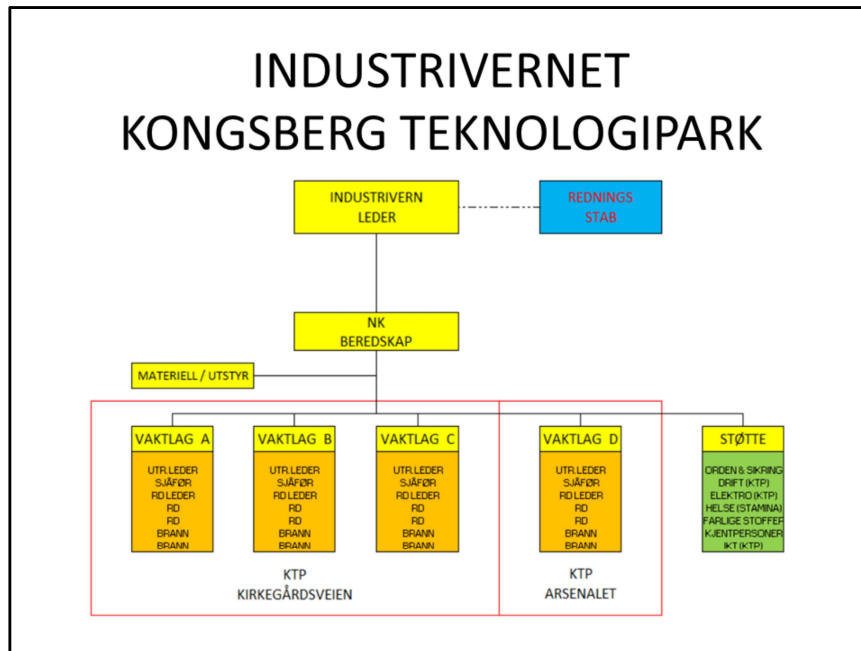 INDUSTRIVERNET
KONGSBERG TEKNOLOGIPARK
INDUSTRIVERN
LEDER
REDNINGS
STAB
NK
BEREDSKAP
MATERIELL / UTSTYR
VAKTLAG A
UTR.LEDER
SJÅFØR
RD LEDER
RD
RD
BRANN
BRANN
VAKTLAG B
UTR.LEDER
SJÅFØR
RD LEDER
RD
RD
BRANN
BRANN
VAKTLAG C
UTR.LEDER
SJÅFØR
RD LEDER
RD
RD
BRANN
BRANN
KTP
KIRKEGÅRDSVEIEN
VAKTLAG D
UTR.LEDER
SJÅFØR
RD LEDER
RD
RD
BRANN
BRANN
KTP
ARSENALET
STØTTE
ORDEN & SIKRING
DRIFT (KTP)
ELEKTRO (KTP)
HELSE (STAMINA)
FARLIGE STOFFER
KJENTPERSONER
IKT (KTP)